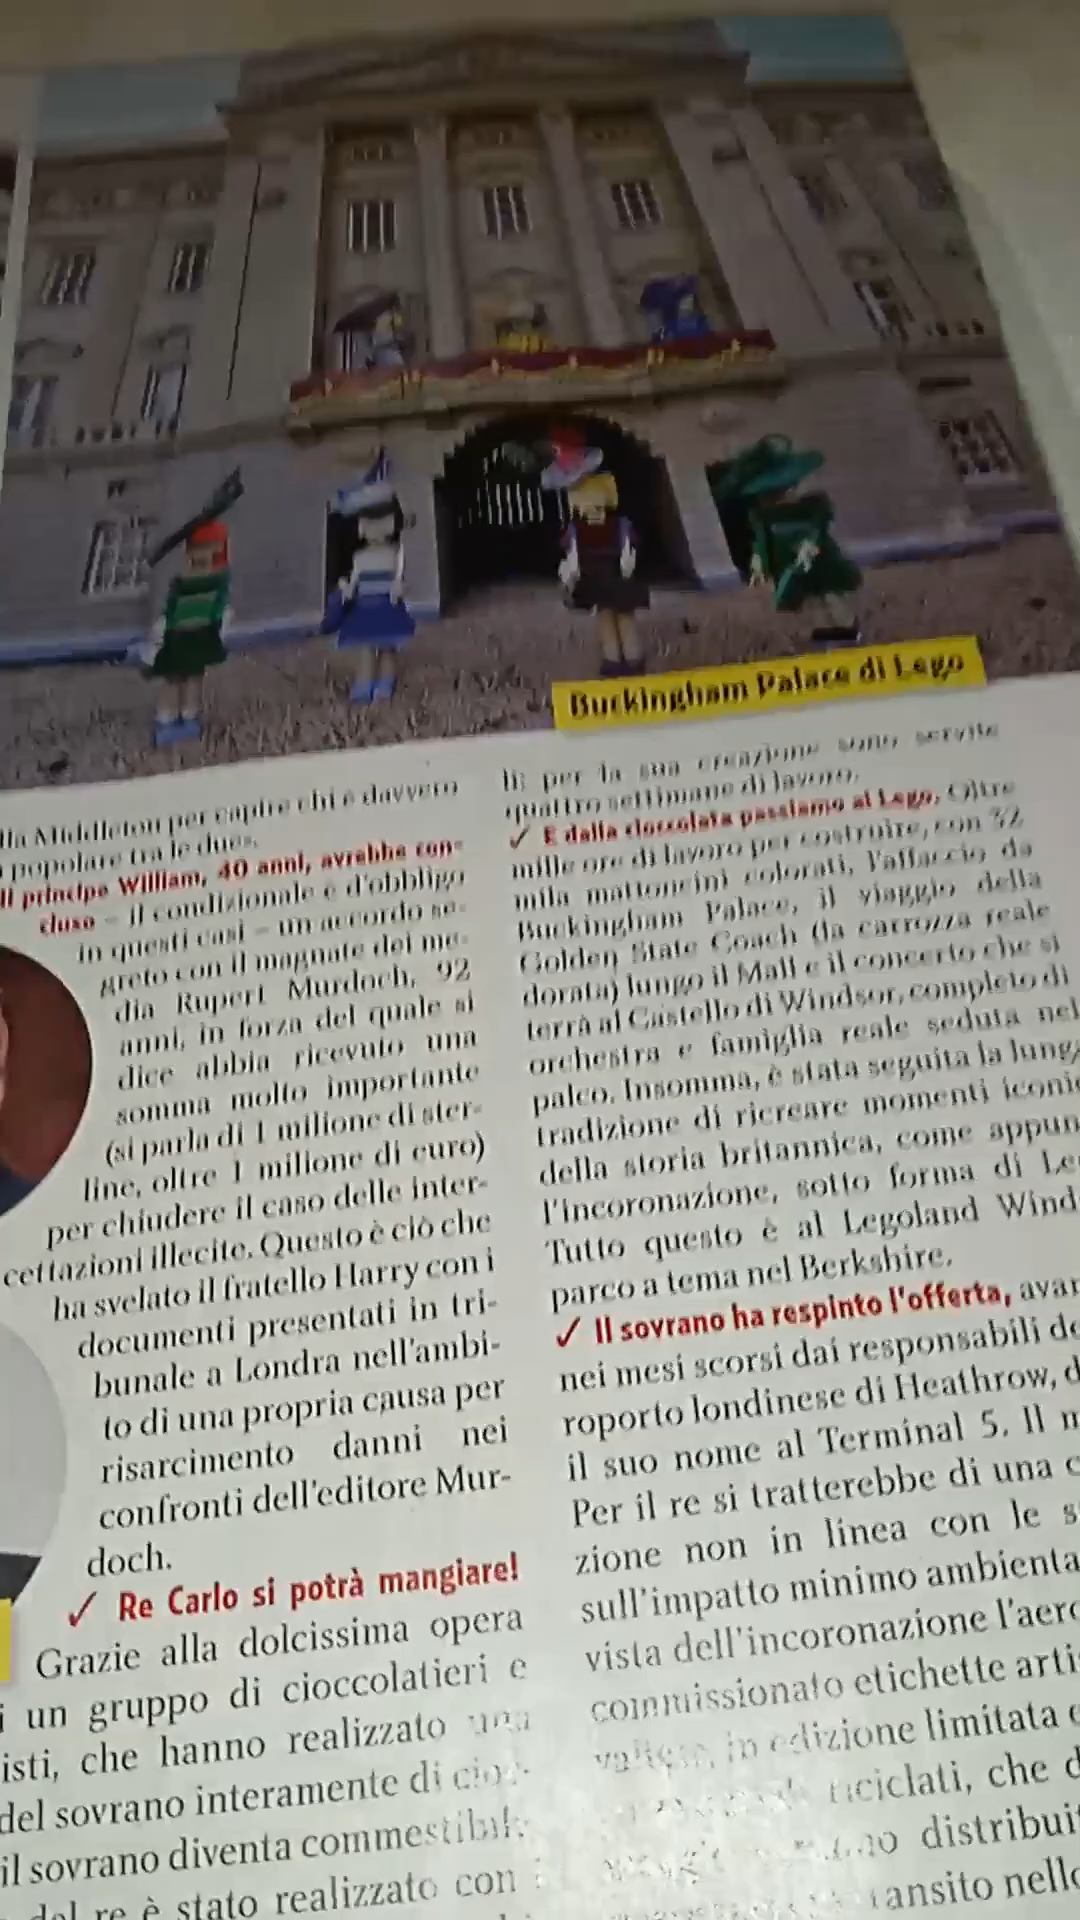 Buckingham Palace di Lego
lla Middleton per capire chi è davvero
popolare tra le due.
Il principe William, 40 anni, avrebbe con-
cluso – il condizionale è d'obbligo
in questi casi – un accordo se-
greto con il magnate dei me-
dia Rupert Murdoch, 92
anni, in forza del quale si
dice abbia ricevuto una
somma molto importante
(si parla di 1 milione di ster-
line, oltre 1 milione di euro)
per chiudere il caso delle inter-
cettazioni illecite. Questo è ciò che
ha svelato il fratello Harry con i
documenti presentati in tri-
bunale a Londra nell'ambi-
to di una propria causa per
risarcimento danni nei
confronti dell'editore Mur-
doch.
✓ Re Carlo si potrà mangiare!
Grazie alla dolcissima opera
i un gruppo di cioccolatieri e
isti, che hanno realizzato una
del sovrano interamente di cioc-
il sovrano diventa commestibile
del re è stato realizzato con
li: per la sua creazione sono servite
quattro settimane di lavoro.
✓ E dalla cioccolata passiamo al Lego. Oltre
mille ore di lavoro per costruire, con 32
mila mattoncini colorati, l'affaccio da
Buckingham Palace, il viaggio della
Golden State Coach (la carrozza reale
dorata) lungo il Mall e il concerto che si
terrà al Castello di Windsor, completo di
orchestra e famiglia reale seduta nel
palco. Insomma, è stata seguita la lung
tradizione di ricreare momenti iconi
della storia britannica, come appun
l'incoronazione, sotto forma di Le
Tutto questo è al Legoland Wind
parco a tema nel Berkshire.
✓ Il sovrano ha respinto l'offerta, avan
nei mesi scorsi dai responsabili de
roporto londinese di Heathrow, d
il suo nome al Terminal 5. Il m
Per il re si tratterebbe di una c
zione non in linea con le s
sull'impatto minimo ambienta
vista dell'incoronazione l'aero
commissionato etichette arti
in edizione limitata e
riciclati, che d
distribuit
ransito nello